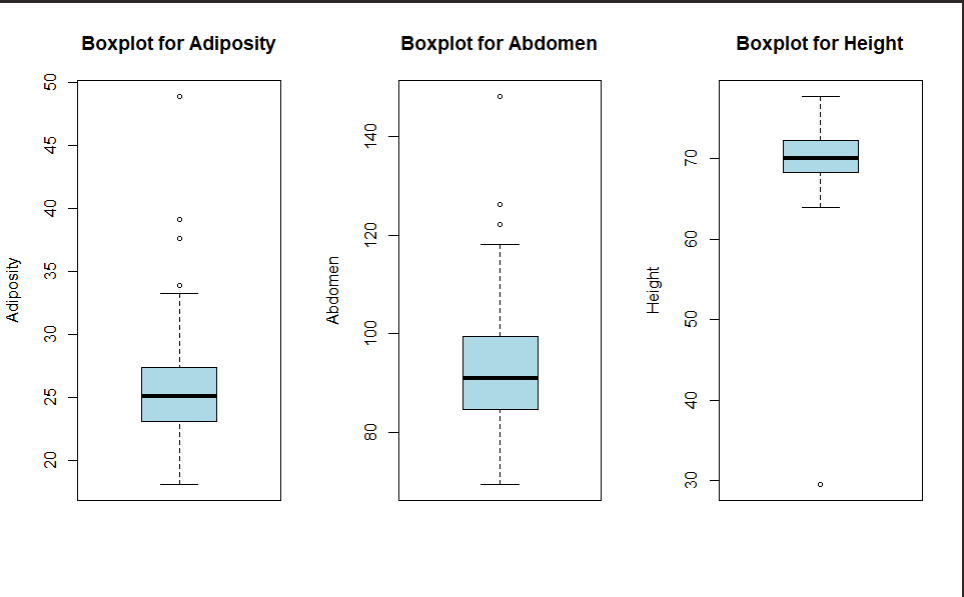 Boxplot for Adiposity
Boxplot for Abdomen
Boxplot for Height
Adiposity
50
45
40
35
30
25
20
Abdomen
140
120
100
80
Height
70
60
50
40
30